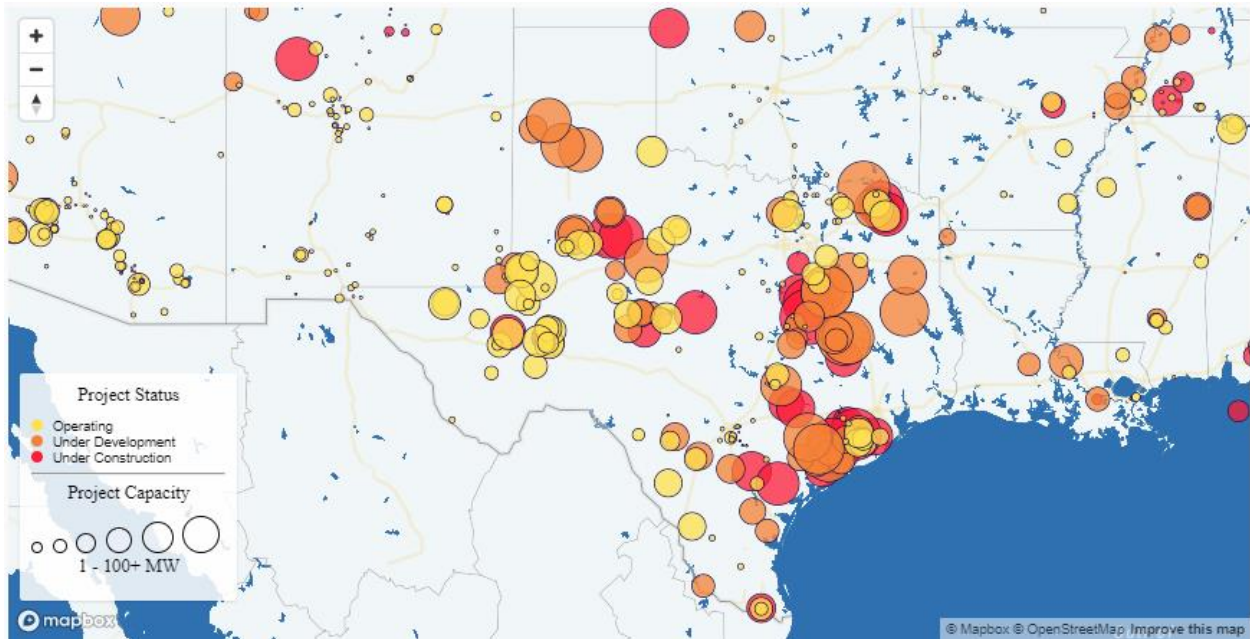 +
−
Project Status
Operating
Under Development
Under Construction
Project Capacity
1 - 100+ MW
mapbox
© Mapbox © OpenStreetMap Improve this map